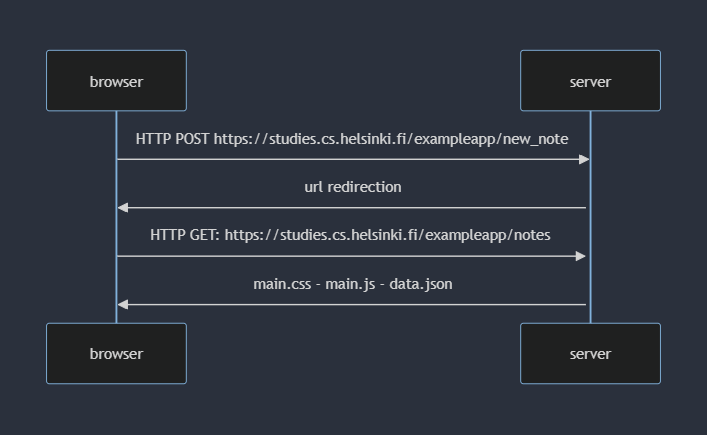 browser
server
HTTP POST https://studies.cs.helsinki.fi/exampleapp/new_note
url redirection
HTTP GET: https://studies.cs.helsinki.fi/exampleapp/notes
main.css - main.js - data.json
browser
server